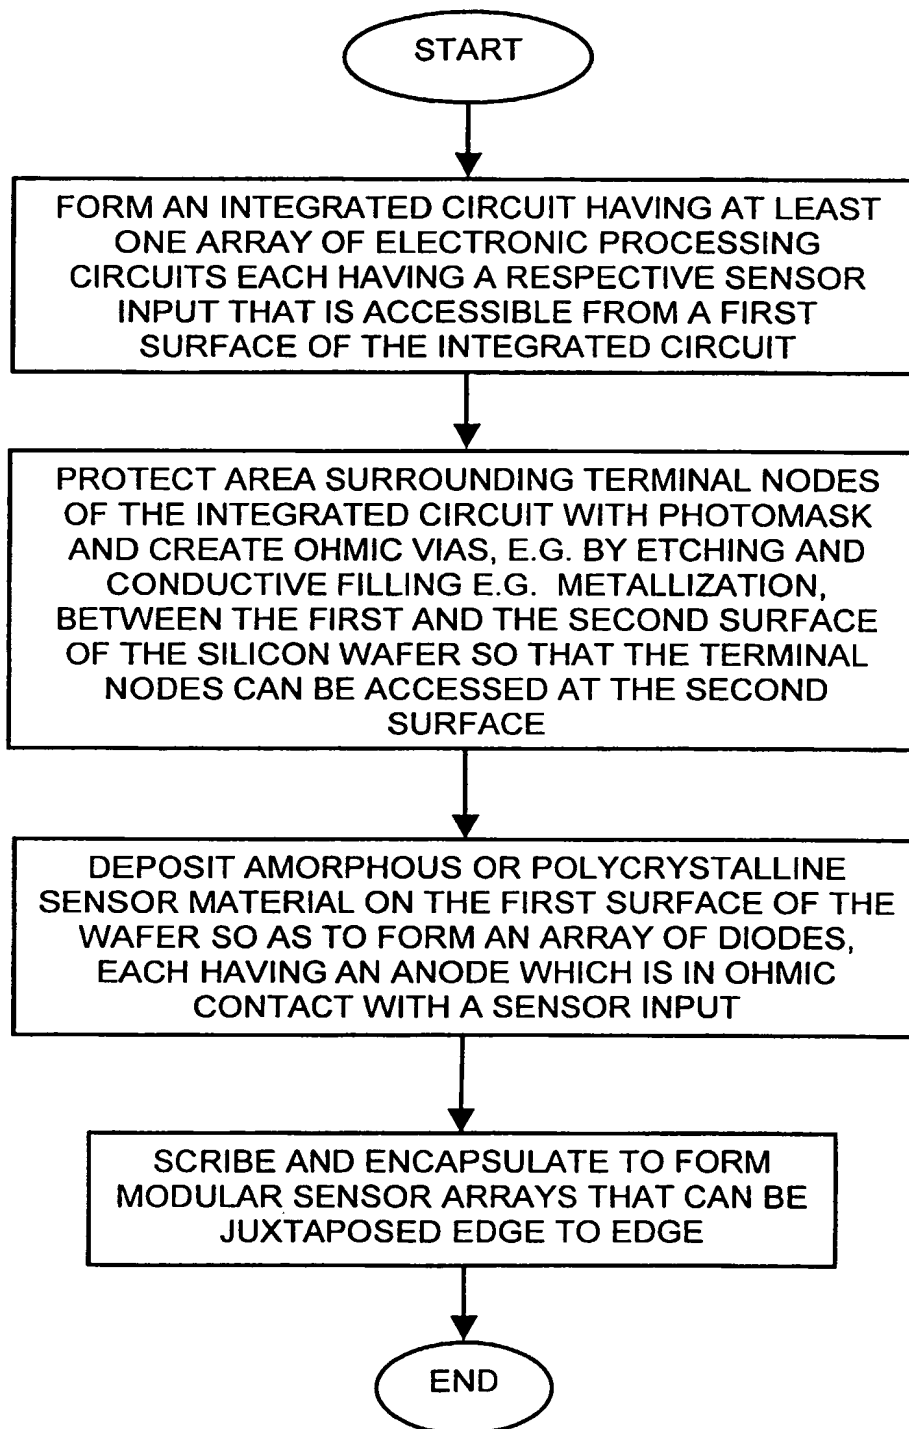 START
FORM AN INTEGRATED CIRCUIT HAVING AT LEAST
ONE ARRAY OF ELECTRONIC PROCESSING
CIRCUITS EACH HAVING A RESPECTIVE SENSOR
INPUT THAT IS ACCESSIBLE FROM A FIRST
SURFACE OF THE INTEGRATED CIRCUIT
PROTECT AREA SURROUNDING TERMINAL NODES
OF THE INTEGRATED CIRCUIT WITH PHOTOMASK
AND CREATE OHMIC VIAS, E.G. BY ETCHING AND
CONDUCTIVE FILLING E.G. METALLIZATION,
BETWEEN THE FIRST AND THE SECOND SURFACE
OF THE SILICON WAFER SO THAT THE TERMINAL
NODES CAN BE ACCESSED AT THE SECOND
SURFACE
DEPOSIT AMORPHOUS OR POLYCRYSTALLINE
SENSOR MATERIAL ON THE FIRST SURFACE OF THE
WAFER SO AS TO FORM AN ARRAY OF DIODES,
EACH HAVING AN ANODE WHICH IS IN OHMIC
CONTACT WITH A SENSOR INPUT
SCRIBE AND ENCAPSULATE TO FORM
MODULAR SENSOR ARRAYS THAT CAN BE
JUXTAPOSED EDGE TO EDGE
END